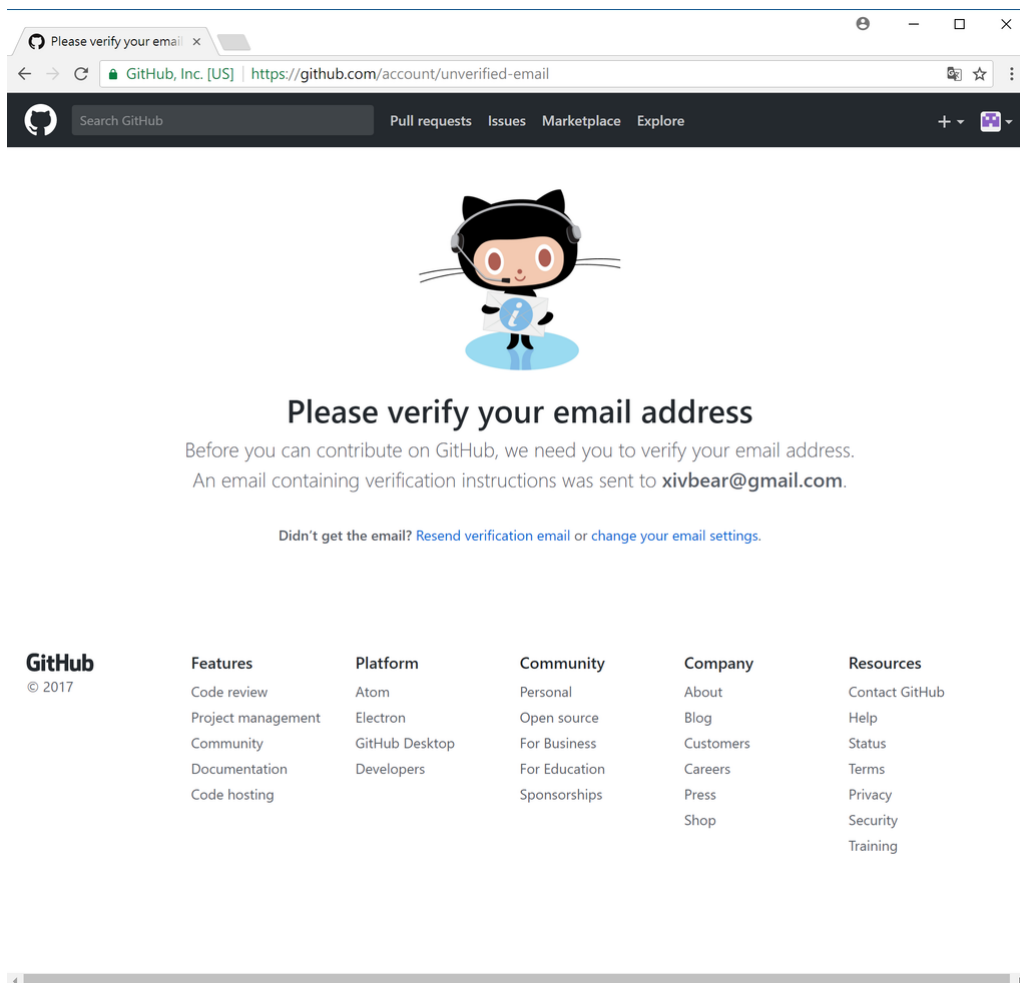 Please verify your email
GitHub, Inc. [US] https://github.com/account/unverified-email
Search GitHub Pull requests Issues Marketplace Explore
i
Please verify your email address
Before you can contribute on GitHub, we need you to verify your email address.
An email containing verification instructions was sent to xivbear@gmail.com.
Didn't get the email? Resend verification email or change your email settings.
GitHub
© 2017
Features
Code review
Project management
Community
Documentation
Code hosting
Platform
Atom
Electron
GitHub Desktop
Developers
Community
Personal
Open source
For Business
For Education
Sponsorships
Company
About
Blog
Customers
Careers
Press
Shop
Resources
Contact GitHub
Help
Status
Terms
Privacy
Security
Training